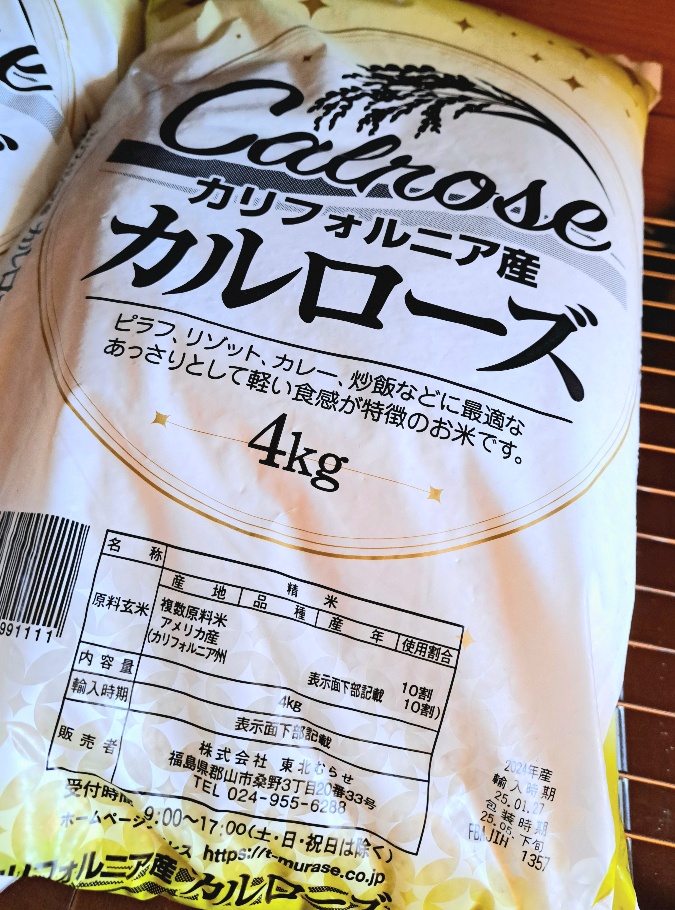 Calrose
カリフォルニア産
カルローズ
ピラフ、リゾット、カレー、炒飯などに最適な
あっさりとして軽い食感が特徴のお米です。
4kg
名 称 精 米
原料玄米 産 地 品 種 産 年 使用割合
複数原料米
アメリカ産 表示面下部記載 10割
(カリフォルニア州 10割)
内容量 4kg
輸入時期 表示面下部記載
販売者 株式会社 東北むらせ
福島県郡山市桑野3丁目20番33号
TEL 024-955-6288
受付時間 9:00~17:00(土・日・祝日は除く)
ホームページ https://t-murase.co.jp
2024年産
輸入時期
25.01.27
包装時期
25.05.下旬
1357
991111
カリフォルニア産 カルローズ